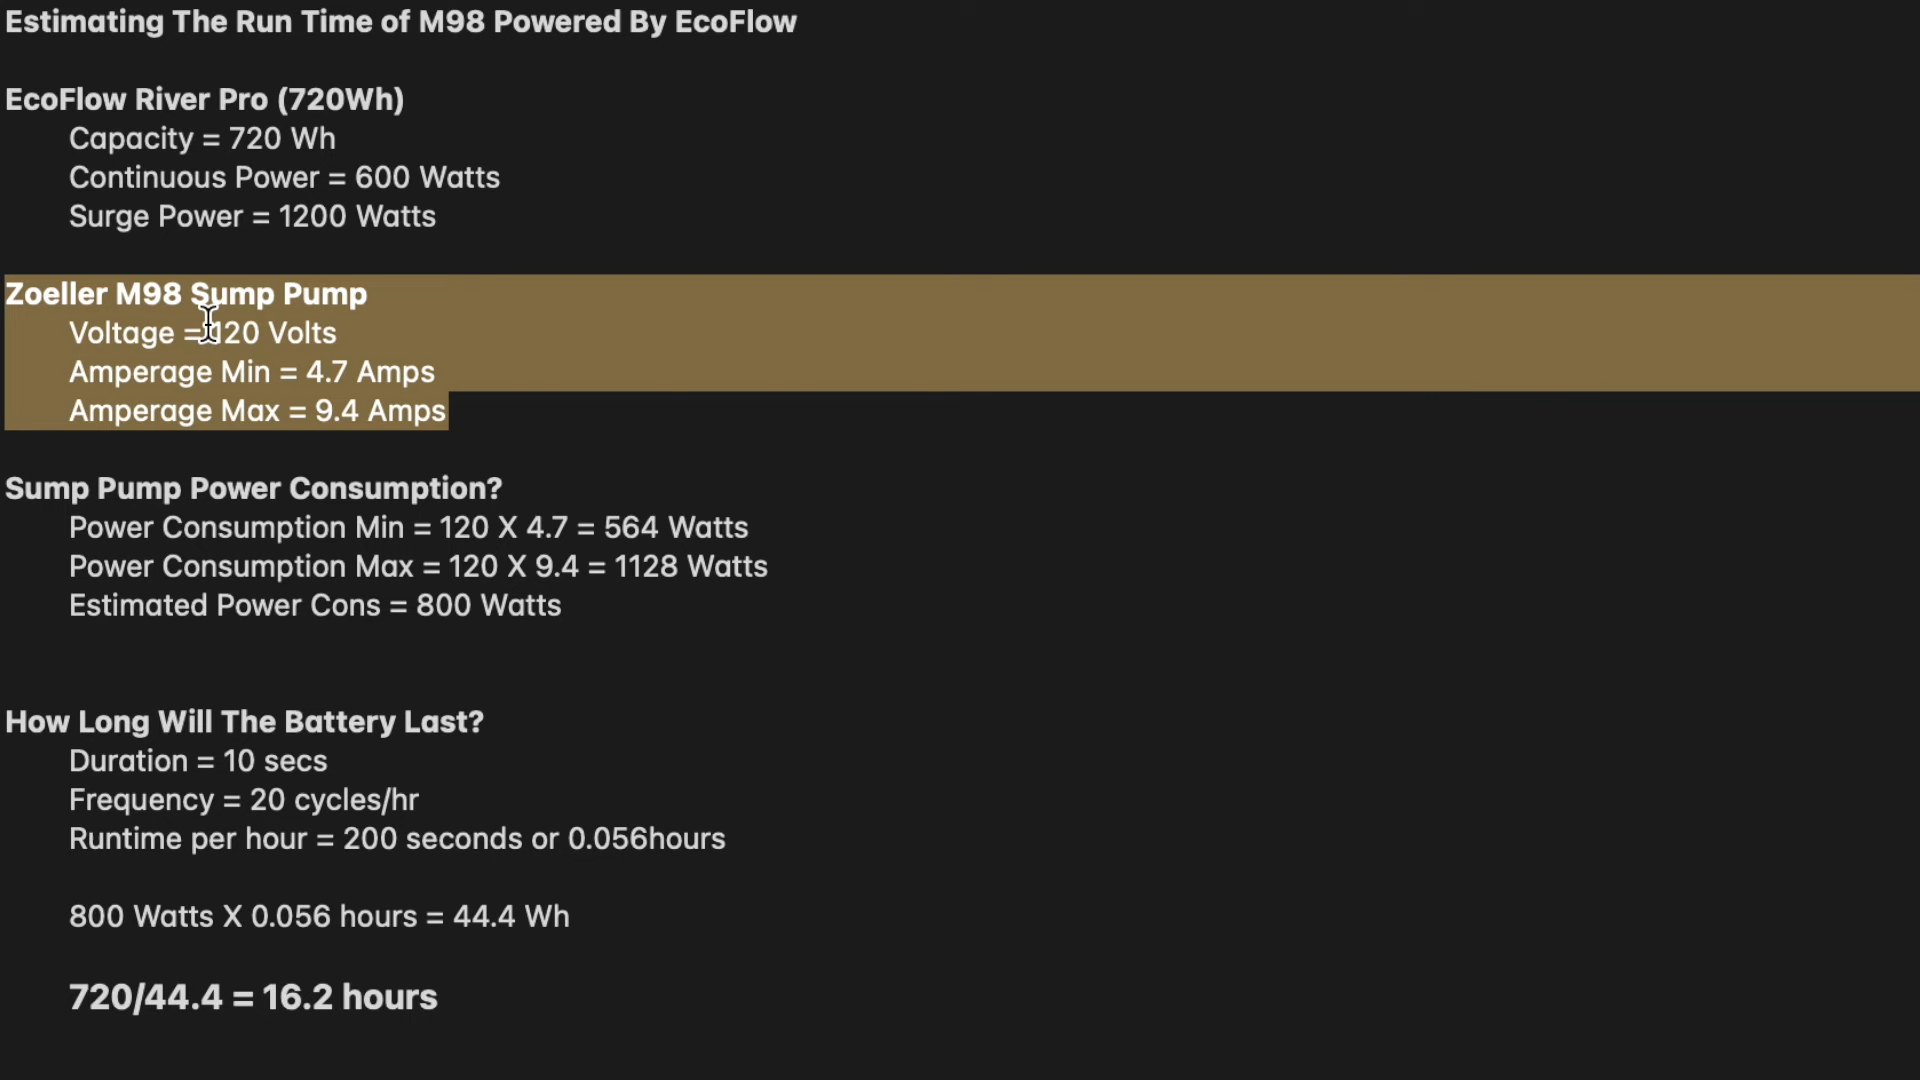 Estimating The Run Time of M98 Powered By EcoFlow
EcoFlow River Pro (720Wh)
Capacity = 720 Wh
Continuous Power = 600 Watts
Surge Power = 1200 Watts
Zoeller M98 Sump Pump
Voltage = 120 Volts
Amperage Min = 4.7 Amps
Amperage Max = 9.4 Amps
Sump Pump Power Consumption?
Power Consumption Min = 120 X 4.7 = 564 Watts
Power Consumption Max = 120 X 9.4 = 1128 Watts
Estimated Power Cons = 800 Watts
How Long Will The Battery Last?
Duration = 10 secs
Frequency = 20 cycles/hr
Runtime per hour = 200 seconds or 0.056hours
800 Watts X 0.056 hours = 44.4 Wh
720/44.4 = 16.2 hours